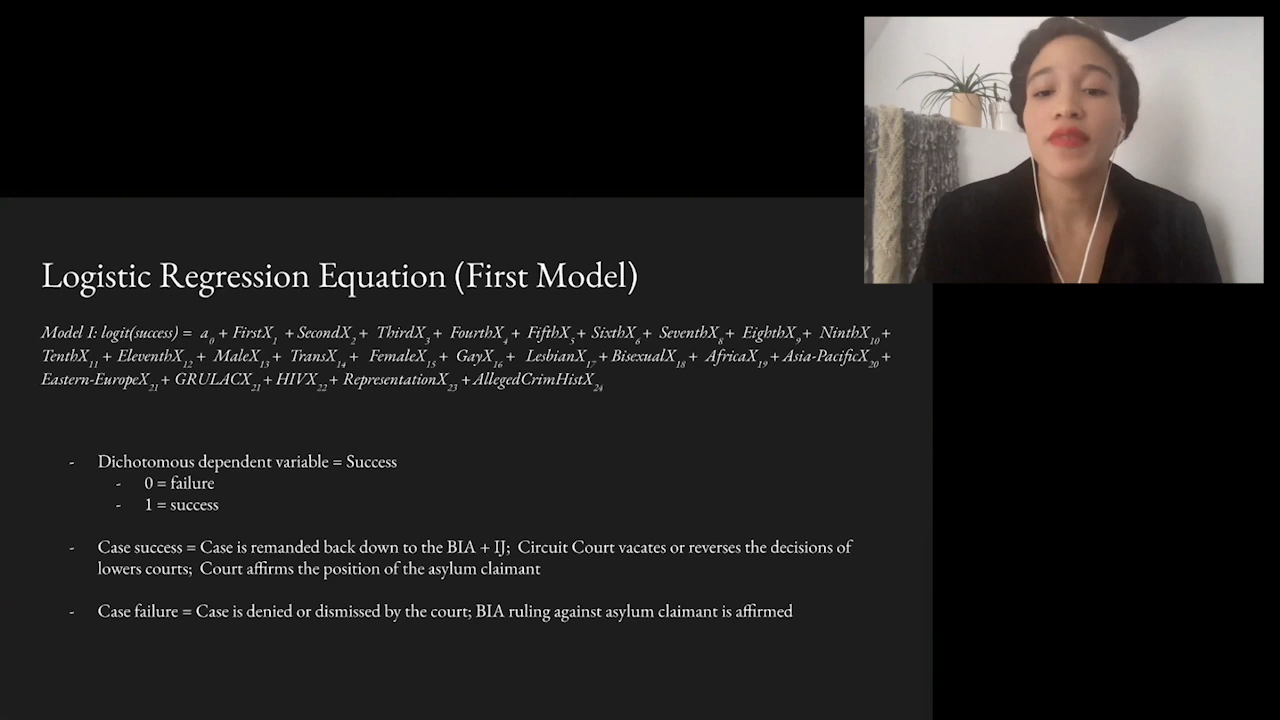 Logistic Regression Equation (First Model)
Model I: logit(success) = a0 + FirstX1 + SecondX2 + ThirdX3 + FourthX4 + FifthX5 + SixthX6 + SeventhX8 + EighthX9 + NinthX10 +
TenthX11 + EleventhX12 + MaleX13 + TransX14 + FemaleX15 + GayX16 + LesbianX17 + BisexualX18 + AfricaX19 + Asia-PacificX20 +
Eastern-EuropeX21 + GRULACX21 + HIVX22 + RepresentationX23 + AllegedCrimHistX24
- Dichotomous dependent variable = Success
- 0 = failure
- 1 = success
- Case success = Case is remanded back down to the BIA + IJ; Circuit Court vacates or reverses the decisions of
lowers courts; Court affirms the position of the asylum claimant
- Case failure = Case is denied or dismissed by the court; BIA ruling against asylum claimant is affirmed